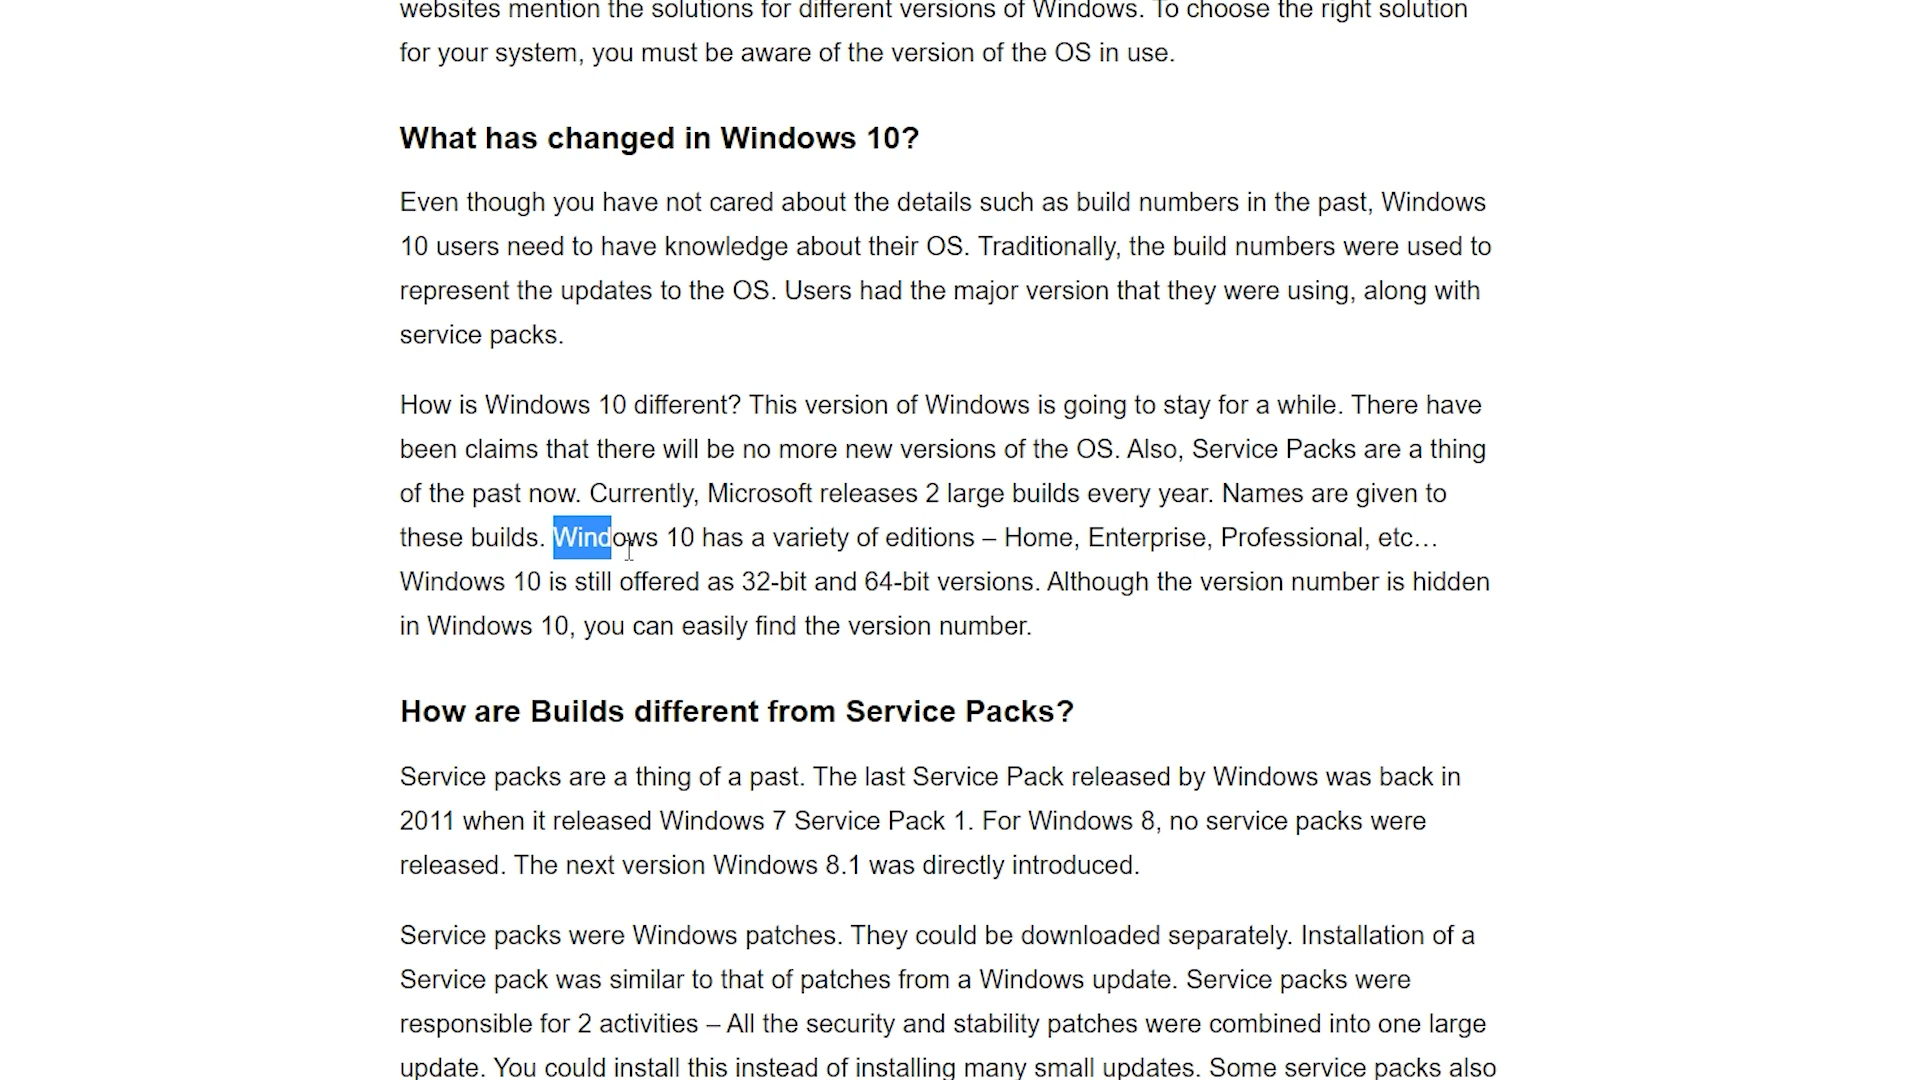 websites mention the solutions for different versions of Windows. To choose the right solution
for your system, you must be aware of the version of the OS in use.
What has changed in Windows 10?
Even though you have not cared about the details such as build numbers in the past, Windows
10 users need to have knowledge about their OS. Traditionally, the build numbers were used to
represent the updates to the OS. Users had the major version that they were using, along with
service packs.
How is Windows 10 different? This version of Windows is going to stay for a while. There have
been claims that there will be no more new versions of the OS. Also, Service Packs are a thing
of the past now. Currently, Microsoft releases 2 large builds every year. Names are given to
these builds. Windows 10 has a variety of editions – Home, Enterprise, Professional, etc…
Windows 10 is still offered as 32-bit and 64-bit versions. Although the version number is hidden
in Windows 10, you can easily find the version number.
How are Builds different from Service Packs?
Service packs are a thing of a past. The last Service Pack released by Windows was back in
2011 when it released Windows 7 Service Pack 1. For Windows 8, no service packs were
released. The next version Windows 8.1 was directly introduced.
Service packs were Windows patches. They could be downloaded separately. Installation of a
Service pack was similar to that of patches from a Windows update. Service packs were
responsible for 2 activities – All the security and stability patches were combined into one large
update. You could install this instead of installing many small updates. Some service packs also